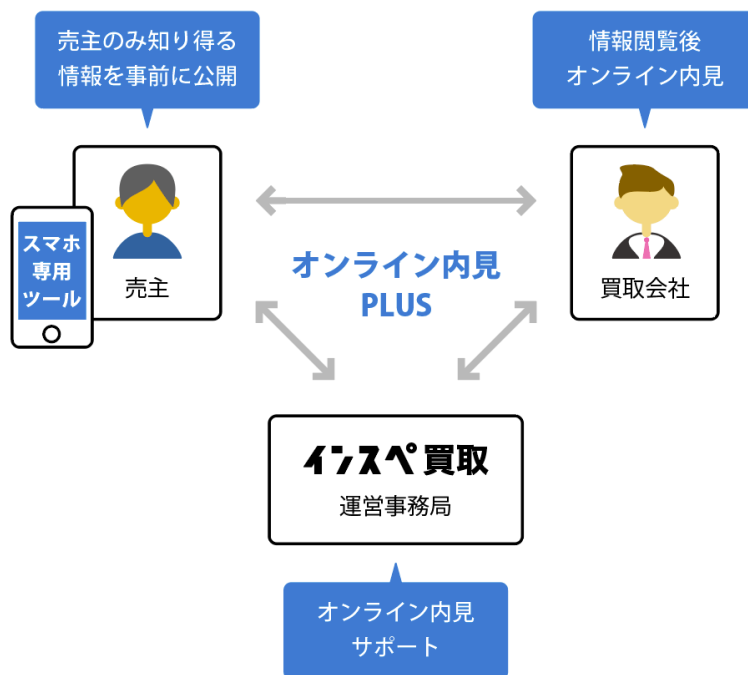 売主のみ知り得る
情報を事前に公開
情報閲覧後
オンライン内見
スマホ
専用
ツール
売主
オンライン内見
PLUS
買取会社
インスペ買取
運営事務局
オンライン内見
サポート